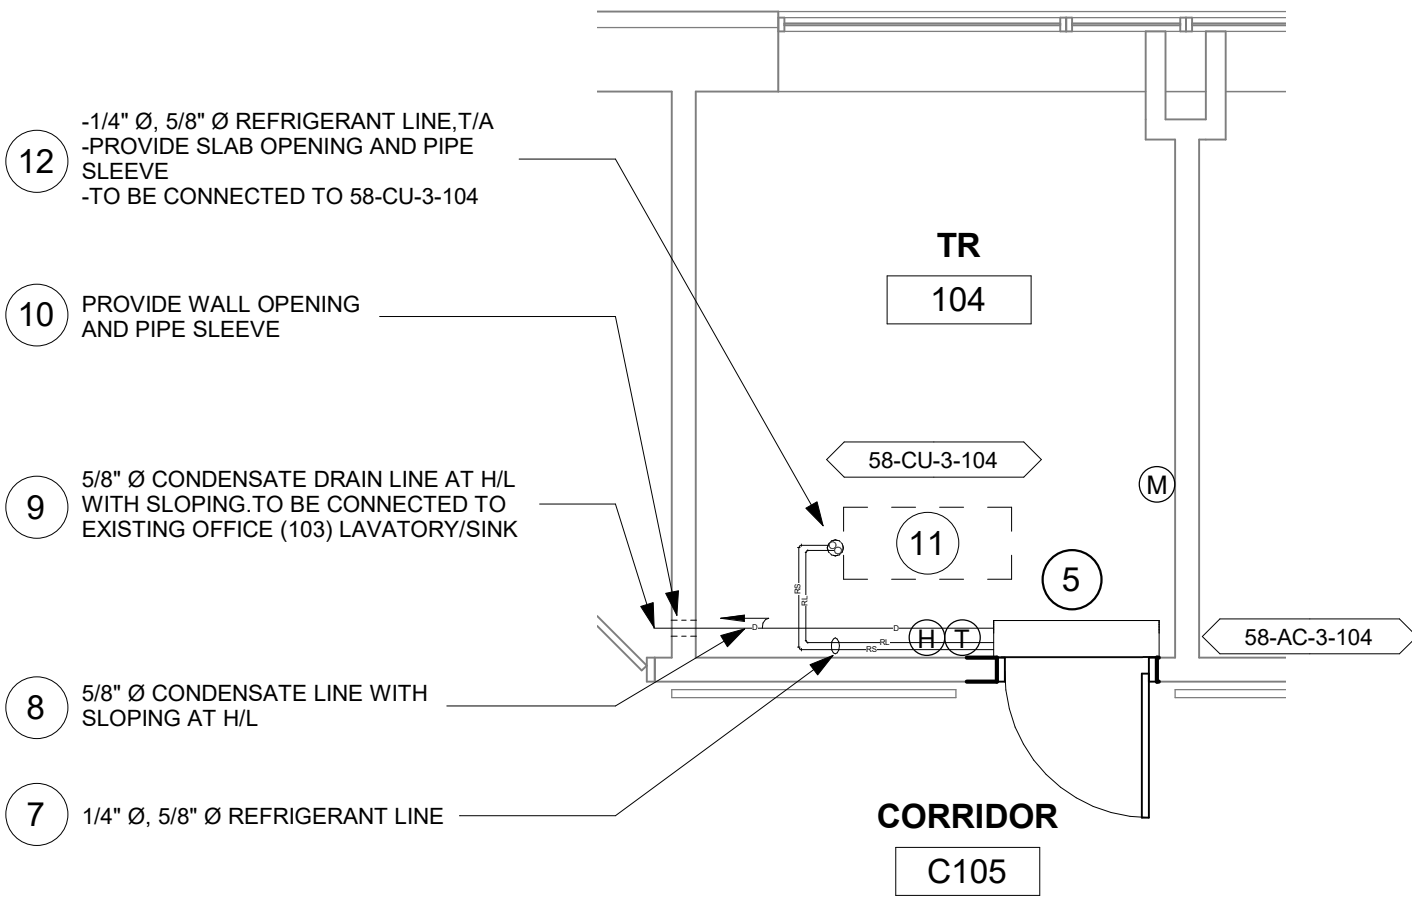 12
-1/4" Ø, 5/8" Ø REFRIGERANT LINE,T/A
-PROVIDE SLAB OPENING AND PIPE
SLEEVE
-TO BE CONNECTED TO 58-CU-3-104
TR
104
10
PROVIDE WALL OPENING
AND PIPE SLEEVE
58-CU-3-104
M
9
5/8" Ø CONDENSATE DRAIN LINE AT H/L
WITH SLOPING.TO BE CONNECTED TO
EXISTING OFFICE (103) LAVATORY/SINK
11
5
RS
RL
D
D
H
T
RL
RS
58-AC-3-104
8
5/8" Ø CONDENSATE LINE WITH
SLOPING AT H/L
7
1/4" Ø, 5/8" Ø REFRIGERANT LINE
CORRIDOR
C105